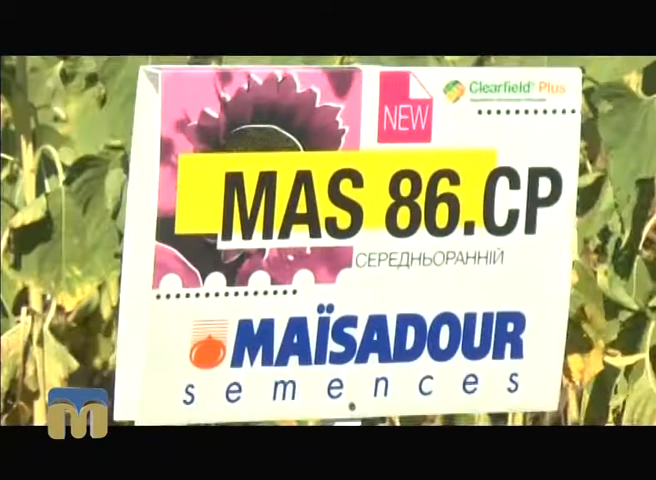 NEW
Clearfield® Plus
MAS 86.CP
СЕРЕДНЬОРАННІЙ
MAÏSADOUR
semences